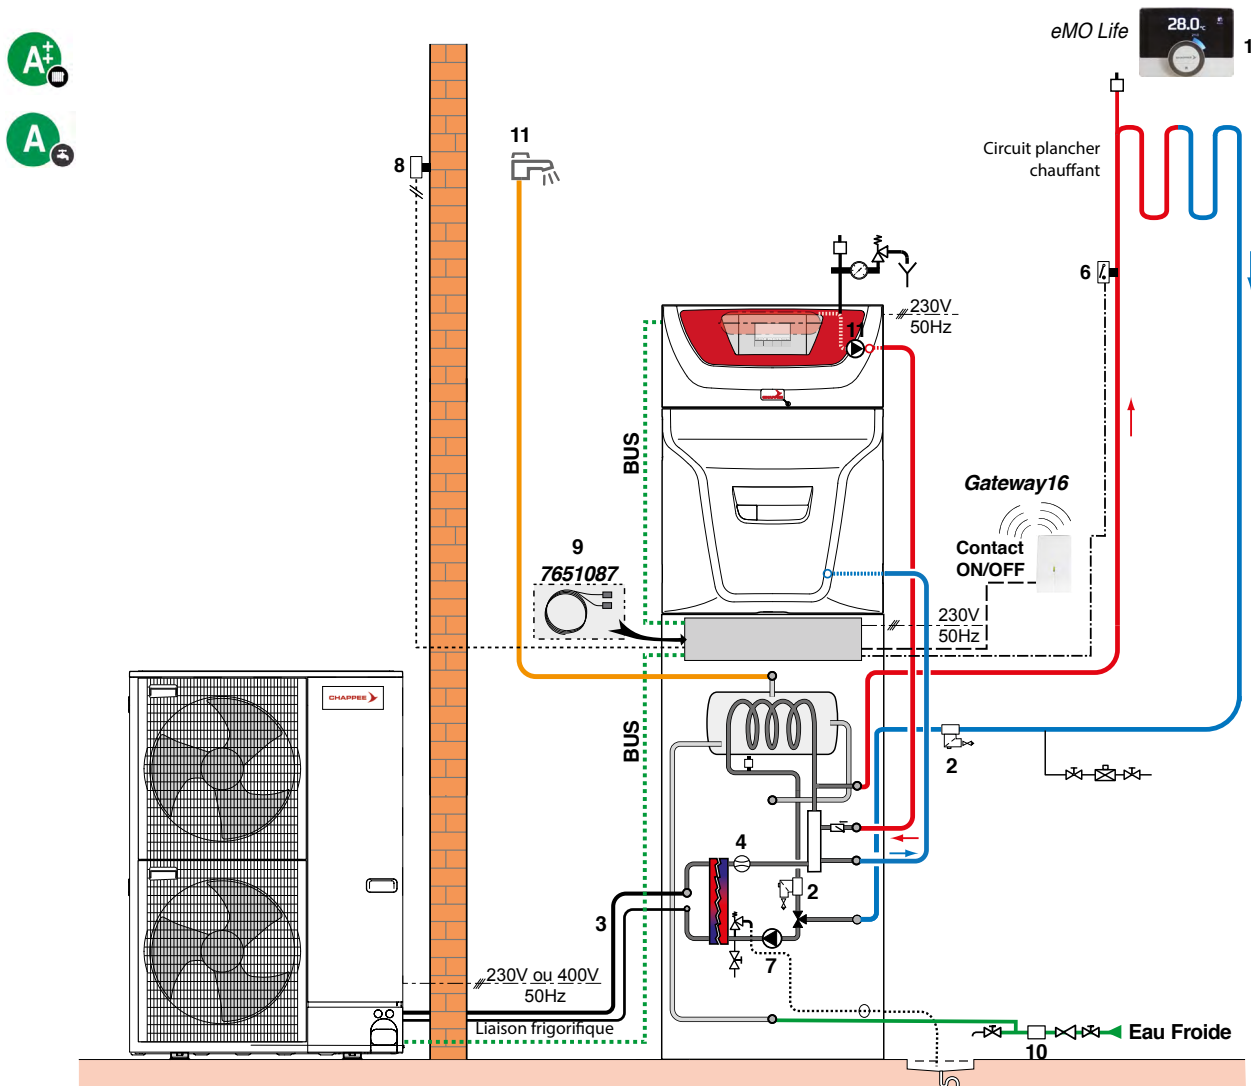 eMO Life
28.0°C
1
A++
A
8
11
Circuit plancher
chauffant
6
230V
50Hz
11
CHAPPEE
BUS
Gateway16
Contact
ON/OFF
9
7651087
230V
50Hz
CHAPPEE
BUS
2
4
2
3
7
230V ou 400V
50Hz
Liaison frigorifique
Eau Froide
10